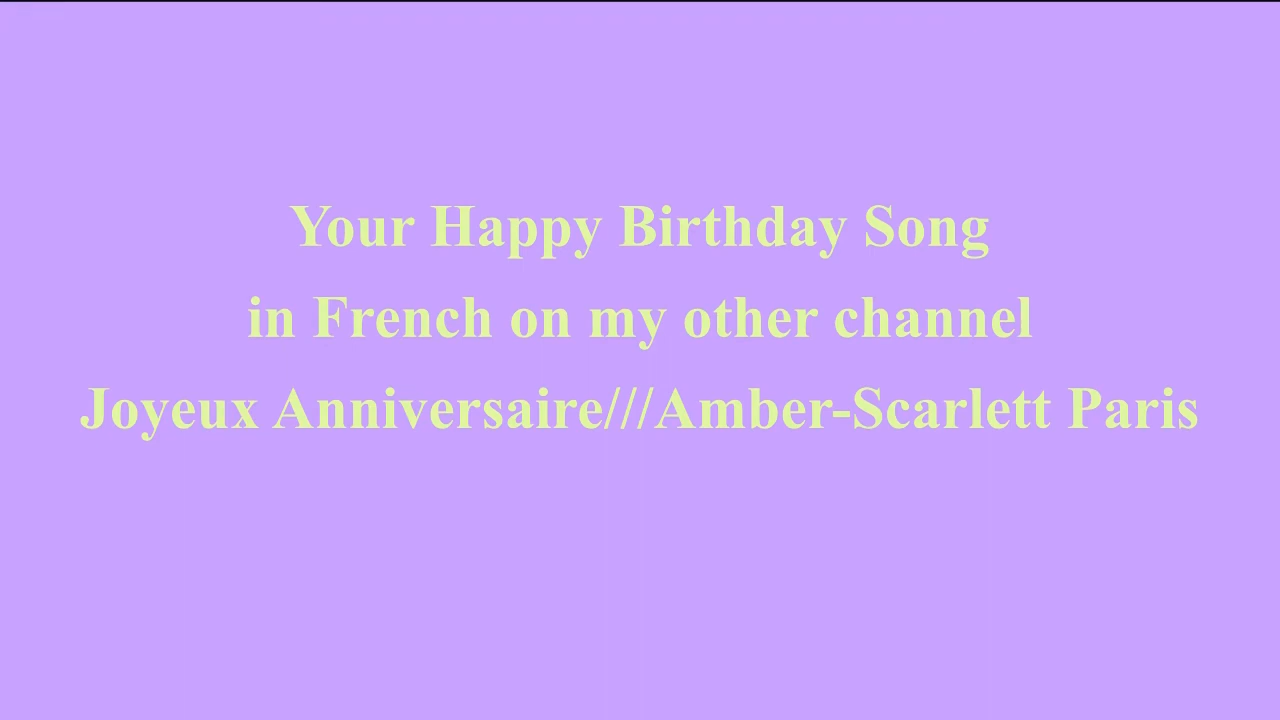 Your Happy Birthday Song
in French on my other channel
Joyeux Anniversaire///Amber-Scarlett Paris